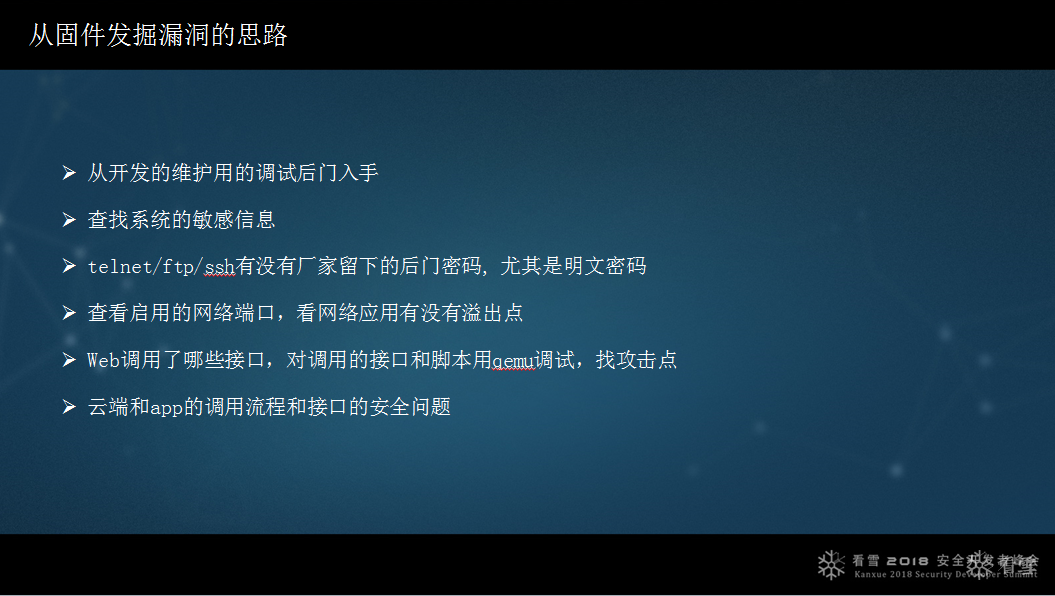 从固件发掘漏洞的思路
➢ 从开发的维护用的调试后门入手
➢ 查找系统的敏感信息
➢ telnet/ftp/ssh有没有厂家留下的后门密码, 尤其是明文密码
➢ 查看启用的网络端口，看网络应用有没有溢出点
➢ Web调用了哪些接口，对调用的接口和脚本用qemu调试，找攻击点
➢ 云端和app的调用流程和接口的安全问题
看雪 2018 安全开发者峰会
Kanxue 2018 Security Developer Summit
看雪